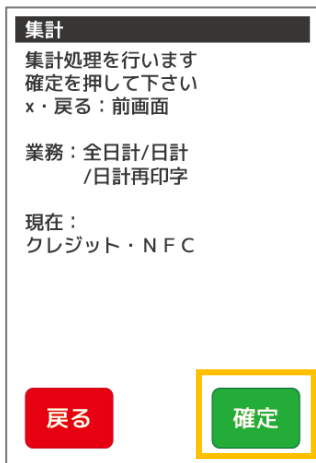 集計
集計処理を行います
確定を押して下さい
x・戻る：前画面
業務：全日計/日計
/日計再印字
現在：
クレジット・ＮＦＣ
戻る
確定